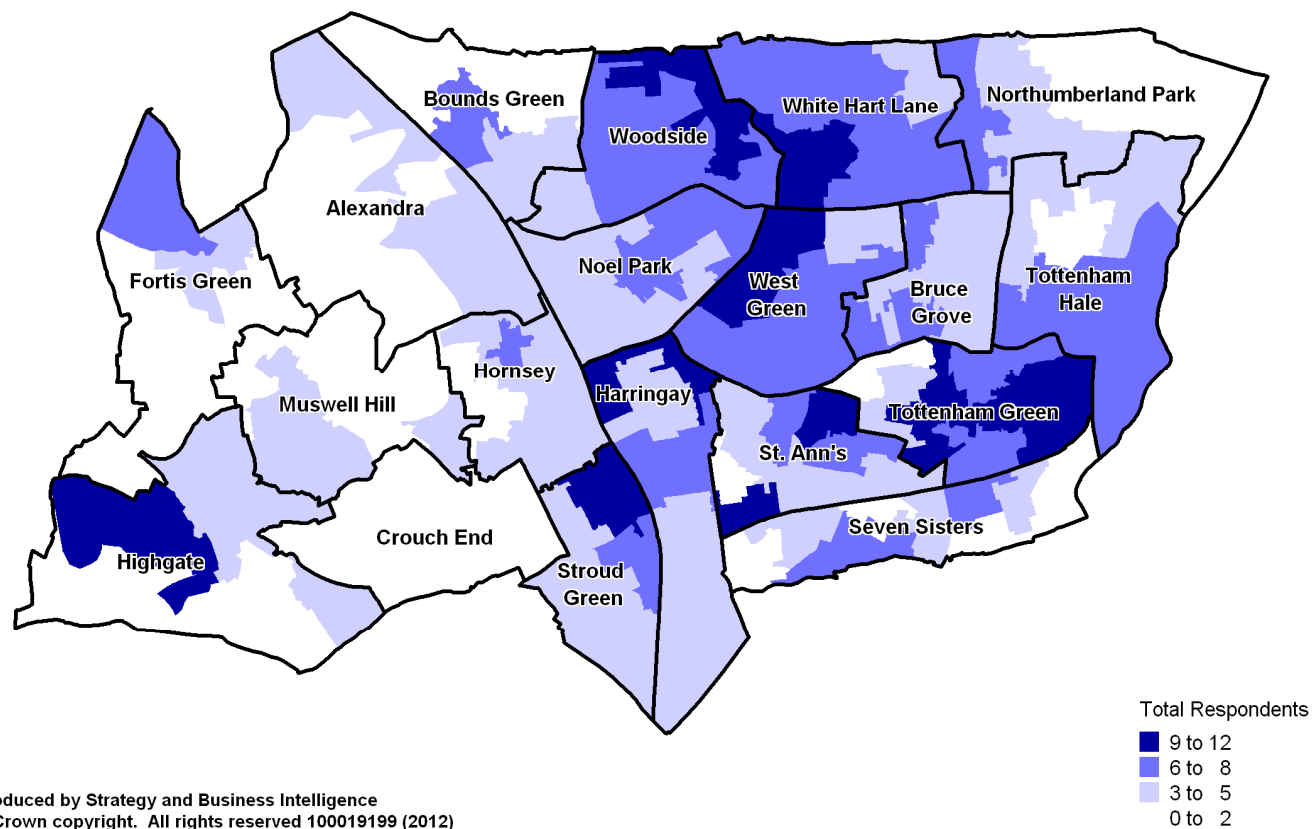 Bounds Green
Woodside
White Hart Lane
Northumberland Park
Alexandra
Fortis Green
Noel Park
West
Green
Bruce
Grove
Tottenham
Hale
Hornsey
Muswell Hill
Harringay
Tottenham Green
St. Ann's
Seven Sisters
Crouch End
Highgate
Stroud
Green
Total Respondents
9 to 12
6 to 8
3 to 5
0 to 2
oduced by Strategy and Business Intelligence
Crown copyright. All rights reserved 100019199 (2012)